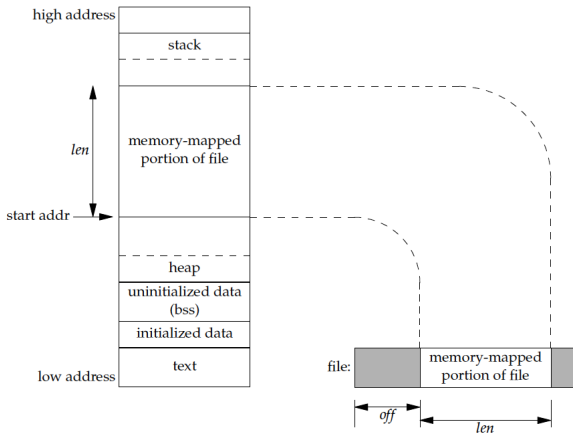 high address
stack
len
memory-mapped
portion of file
start addr
heap
uninitialized data
(bss)
initialized data
text
low address
file:
memory-mapped
portion of file
off
len